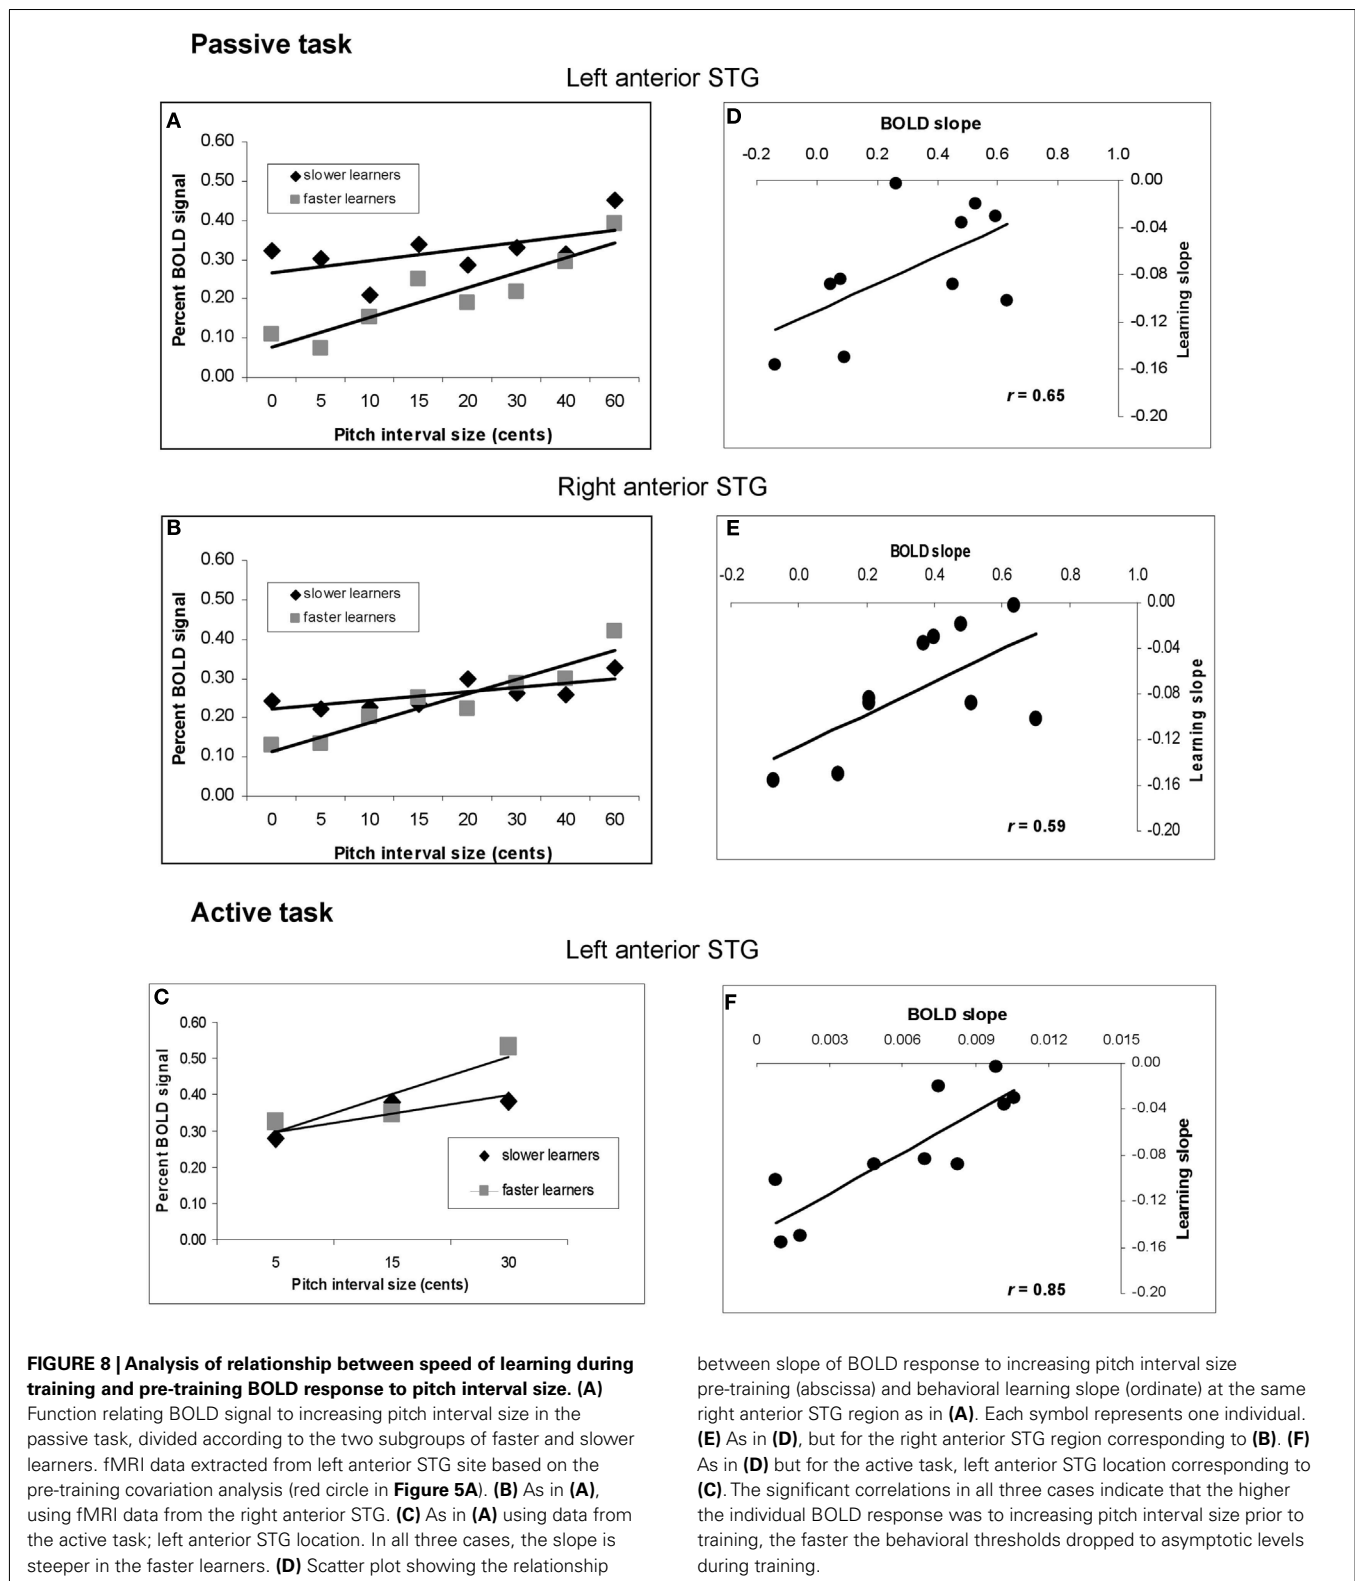 Passive task
Left anterior STG
A
0.60
0.50
0.40
0.30
0.20
0.10
0.00
Percent BOLD signal
slower learners
faster learners
0 5 10 15 20 30 40 60
Pitch interval size (cents)
D
BOLD slope
-0.2 0.0 0.2 0.4 0.6 0.8 1.0
0.00
-0.04
-0.08
-0.12
-0.16
-0.20
Learning slope
r = 0.65
Right anterior STG
B
0.60
0.50
0.40
0.30
0.20
0.10
0.00
Percent BOLD signal
slower learners
faster learners
0 5 10 15 20 30 40 60
Pitch interval size (cents)
E
BOLD slope
-0.2 0.0 0.2 0.4 0.6 0.8 1.0
0.00
-0.04
-0.08
-0.12
-0.16
-0.20
Learning slope
r = 0.59
Active task
Left anterior STG
C
0.60
0.50
0.40
0.30
0.20
0.10
0.00
Percent BOLD signal
slower learners
faster learners
5 15 30
Pitch interval size (cents)
F
BOLD slope
0 0.003 0.006 0.009 0.012 0.015
0.00
-0.04
-0.08
-0.12
-0.16
-0.20
Learning slope
r = 0.85
FIGURE 8 | Analysis of relationship between speed of learning during
training and pre-training BOLD response to pitch interval size. (A)
Function relating BOLD signal to increasing pitch interval size in the
passive task, divided according to the two subgroups of faster and slower
learners. fMRI data extracted from left anterior STG site based on the
pre-training covariation analysis (red circle in Figure 5A). (B) As in (A),
using fMRI data from the right anterior STG. (C) As in (A) using data from
the active task; left anterior STG location. In all three cases, the slope is
steeper in the faster learners. (D) Scatter plot showing the relationship
between slope of BOLD response to increasing pitch interval size
pre-training (abscissa) and behavioral learning slope (ordinate) at the same
right anterior STG region as in (A). Each symbol represents one individual.
(E) As in (D), but for the right anterior STG region corresponding to (B). (F)
As in (D) but for the active task, left anterior STG location corresponding to
(C). The significant correlations in all three cases indicate that the higher
the individual BOLD response was to increasing pitch interval size prior to
training, the faster the behavioral thresholds dropped to asymptotic levels
during training.